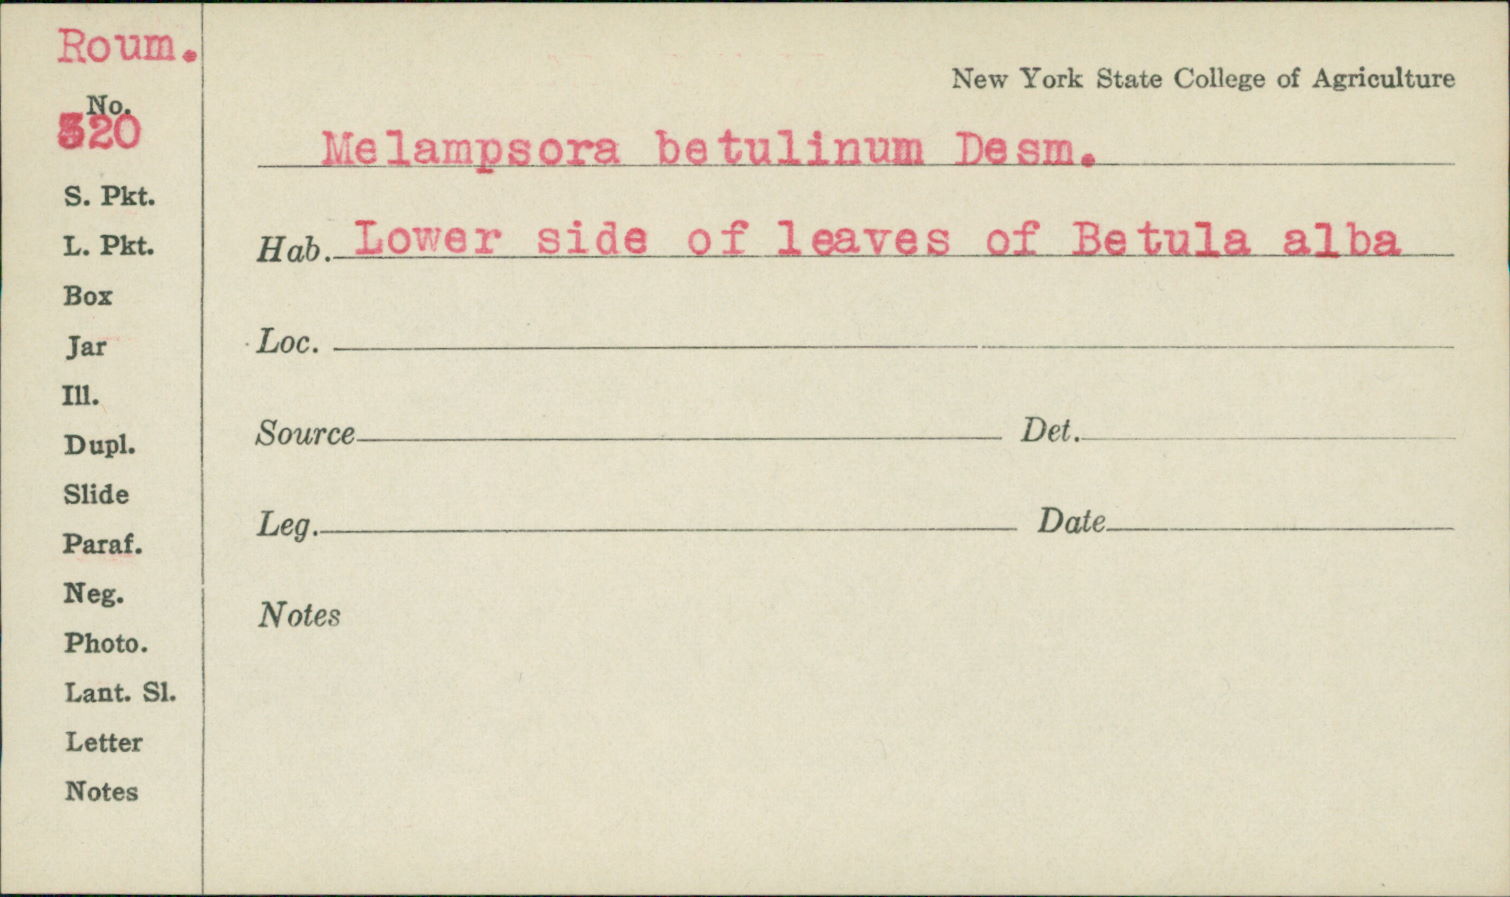 Roum.
No.
320
S. Pkt.
L. Pkt.
Box
Jar
Ill.
Dupl.
Slide
Paraf.
Neg.
Photo.
Lant. Sl.
Letter
Notes
New York State College of Agriculture
Melampsora betulinum Desm.
Hab. Lower side of leaves of Betula alba
Loc.
Source Det.
Leg. Date
Notes